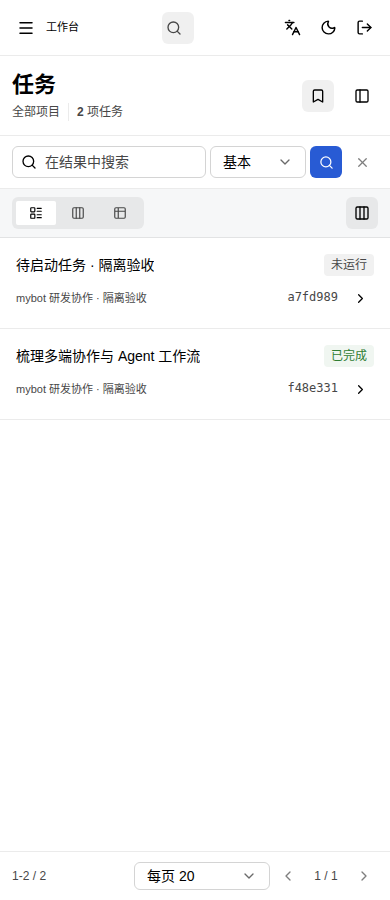 工作台
任务
全部项目 2 项任务
在结果中搜索 基本
待启动任务 · 隔离验收 未运行
mybot 研发协作 · 隔离验收 a7fd989
梳理多端协作与 Agent 工作流 已完成
mybot 研发协作 · 隔离验收 f48e331
1-2 / 2 每页 20 1 / 1